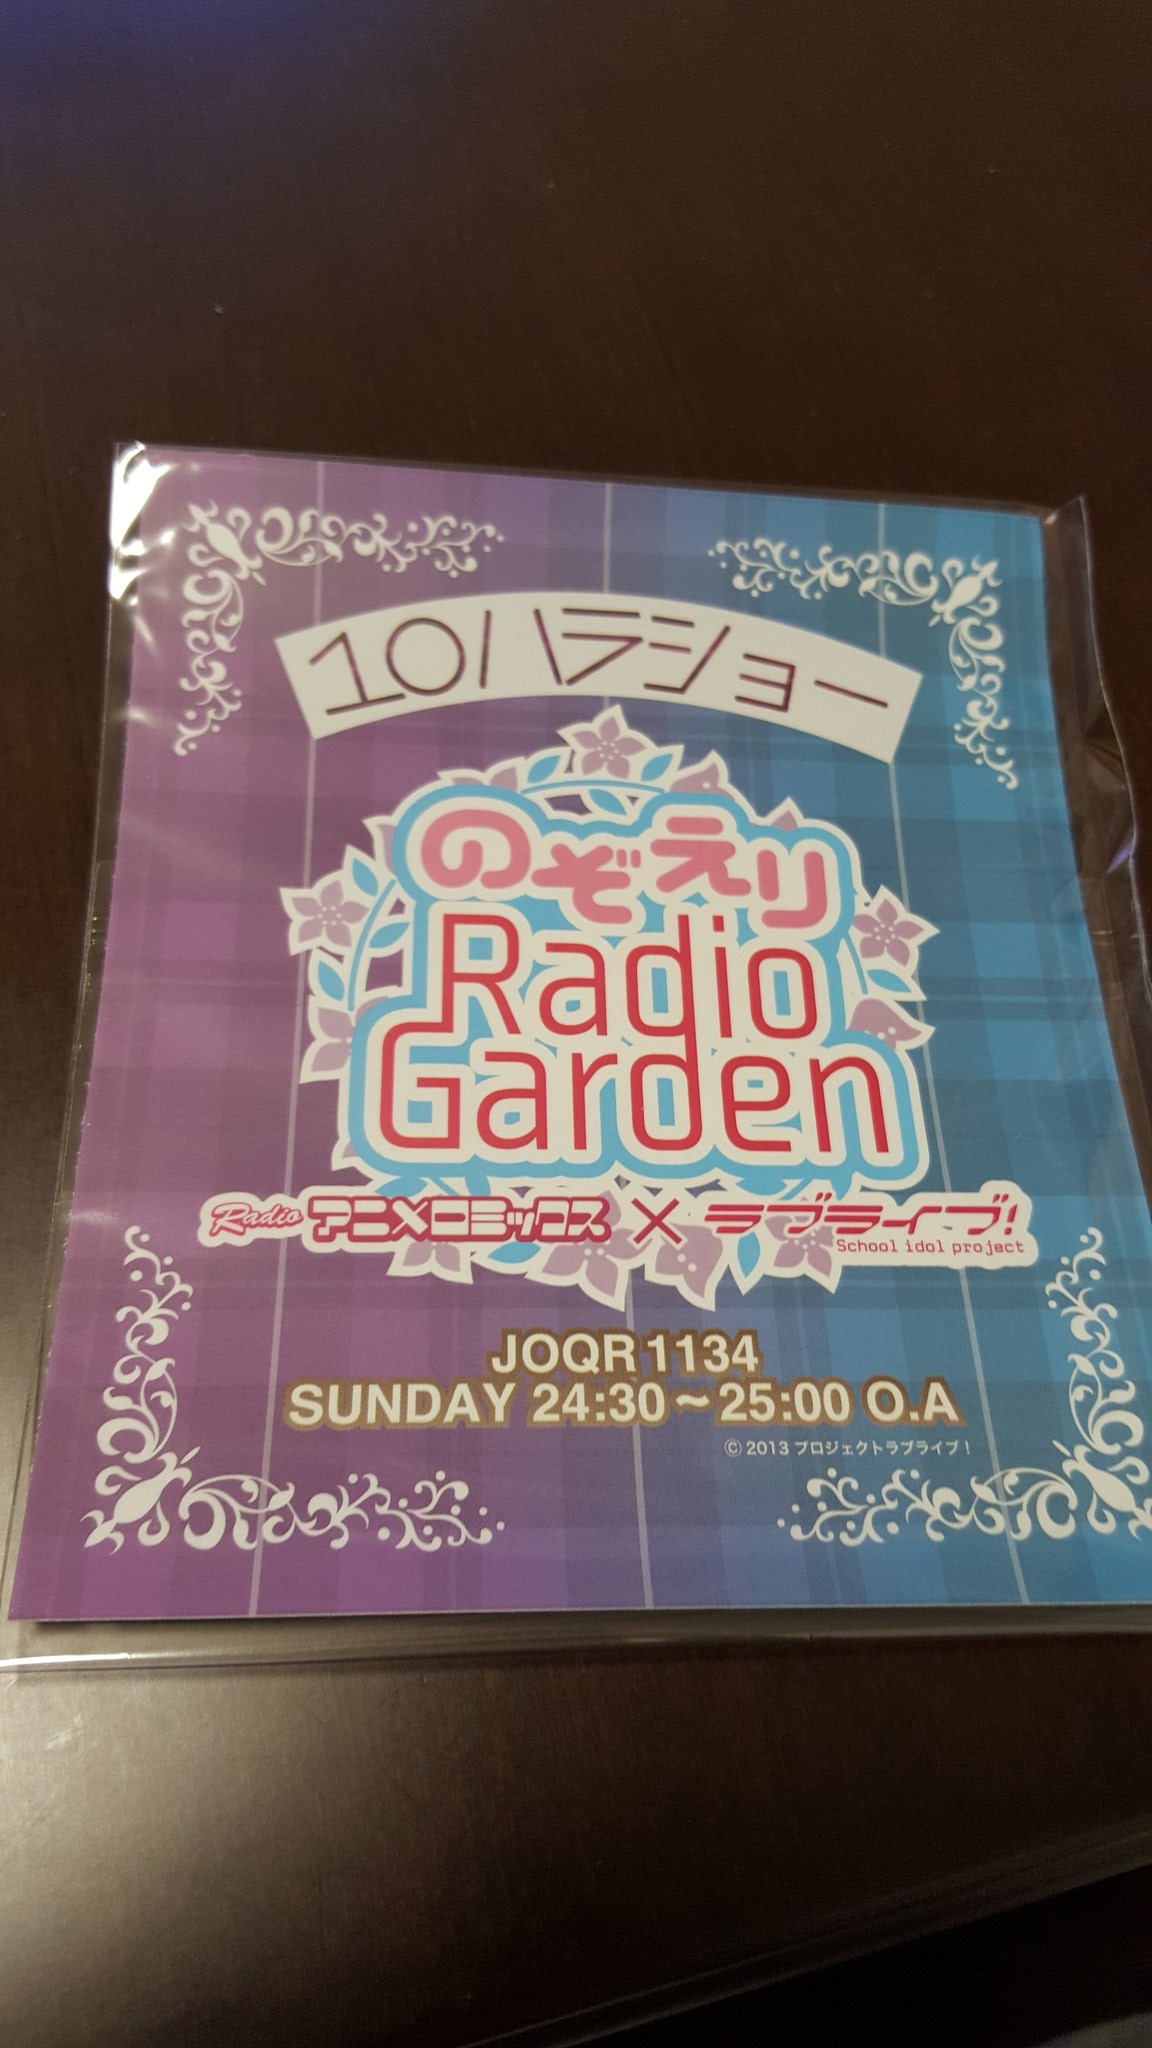 10ハラショー
のぞえり
Radio
Garden
Radio アニメロミックス × ラブライブ!
School idol project
JOQR 1134
SUNDAY 24:30~25:00 O.A
© 2013 プロジェクトラブライブ!